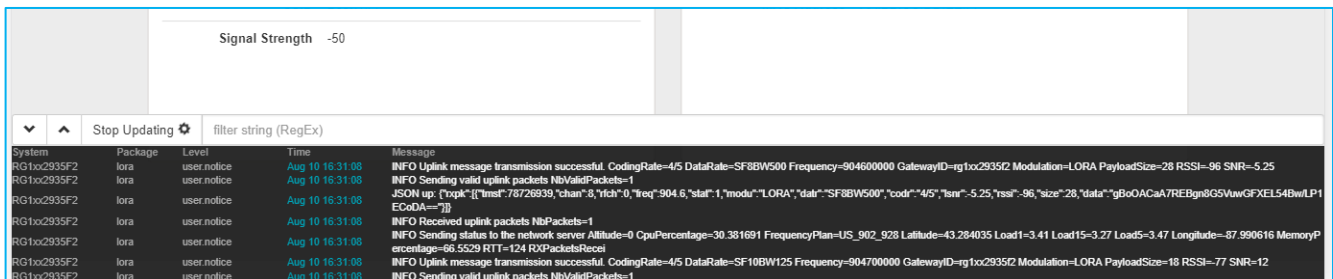 Signal Strength -50
Stop Updating filter string (RegEx)
System Package Level Time Message
RG1xx2935F2 lora user.notice Aug 10 16:31:08 INFO Uplink message transmission successful. CodingRate=4/5 DataRate=SF8BW500 Frequency=904600000 GatewayID=rg1xx2935f2 Modulation=LORA PayloadSize=28 RSSI=-96 SNR=-5.25
RG1xx2935F2 lora user.notice Aug 10 16:31:08 INFO Sending valid uplink packets NbValidPackets=1
JSON up: {"rxpk":[{"tmst":78726939,"chan":8,"rfch":0,"freq":904.6,"stat":1,"modu":"LORA","datr":"SF8BW500","codr":"4/5","lsnr":-5.25,"rssi":-96,"size":28,"data":"gBoOACaA7REBgn8G5VuwGFXEL54Bw/LP1
ECoDA=="}]}
RG1xx2935F2 lora user.notice Aug 10 16:31:08 INFO Received uplink packets NbPackets=1
RG1xx2935F2 lora user.notice Aug 10 16:31:08 INFO Sending status to the network server Altitude=0 CpuPercentage=30.381691 FrequencyPlan=US_902_928 Latitude=43.284035 Load1=3.41 Load15=3.27 Load5=3.47 Longitude=-87.990616 MemoryP
ercentage=66.5529 RTT=124 RXPacketsRecei
RG1xx2935F2 lora user.notice Aug 10 16:31:08 INFO Uplink message transmission successful. CodingRate=4/5 DataRate=SF10BW125 Frequency=904700000 GatewayID=rg1xx2935f2 Modulation=LORA PayloadSize=18 RSSI=-77 SNR=12
RG1xx2935F2 lora user.notice Aug 10 16:31:08 INFO Sending valid uplink packets NbValidPackets=1